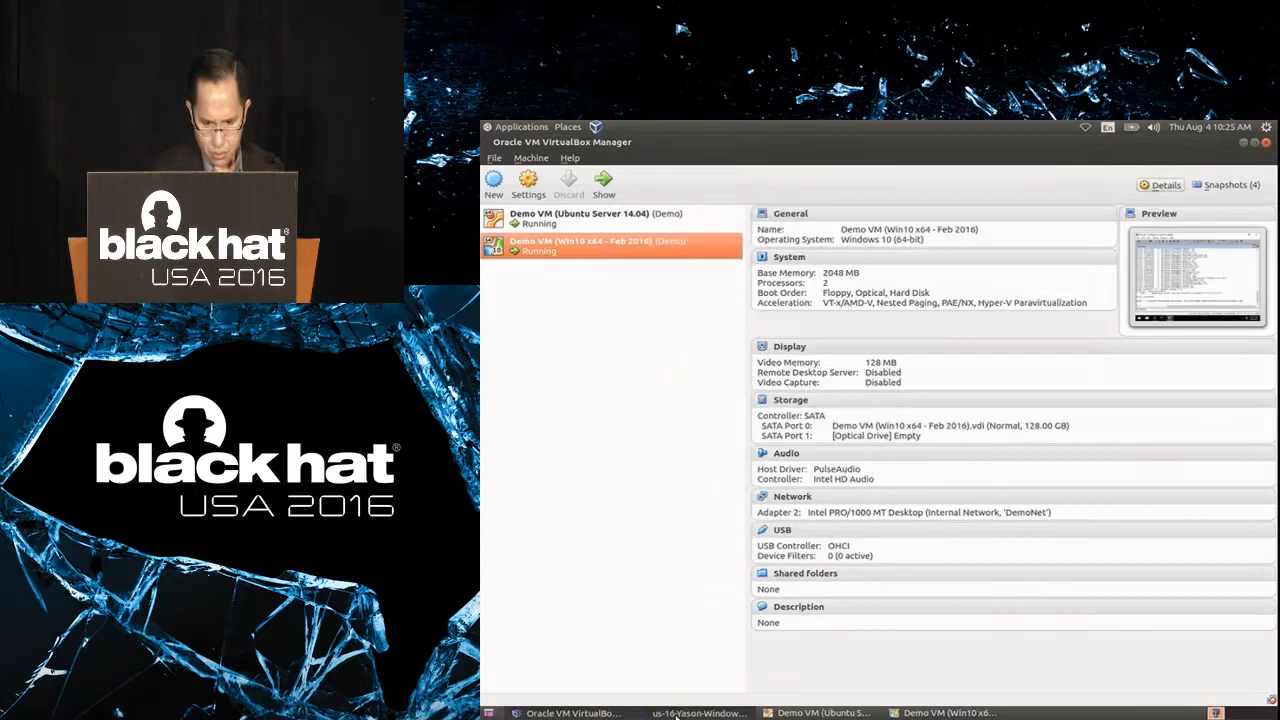 black hat®
USA 2016
black hat®
USA 2016
Applications Places
En
Thu Aug 4 10:25 AM
Oracle VM VirtualBox Manager
File Machine Help
New Settings Discard Show
Details Snapshots (4)
Demo VM (Ubuntu Server 14.04) (Demo)
Running
Demo VM (Win10 x64 - Feb 2016) (Demo)
Running
General
Name: Demo VM (Win10 x64 - Feb 2016)
Operating System: Windows 10 (64-bit)
System
Base Memory: 2048 MB
Processors: 2
Boot Order: Floppy, Optical, Hard Disk
Acceleration: VT-x/AMD-V, Nested Paging, PAE/NX, Hyper-V Paravirtualization
Preview
Display
Video Memory: 128 MB
Remote Desktop Server: Disabled
Video Capture: Disabled
Storage
Controller: SATA
SATA Port 0: Demo VM (Win10 x64 - Feb 2016).vdi (Normal, 128.00 GB)
SATA Port 1: [Optical Drive] Empty
Audio
Host Driver: PulseAudio
Controller: Intel HD Audio
Network
Adapter 2: Intel PRO/1000 MT Desktop (Internal Network, 'DemoNet')
USB
USB Controller: OHCI
Device Filters: 0 (0 active)
Shared folders
None
Description
None
Oracle VM VirtualBo... us-16-Yason-Window... Demo VM (Ubuntu S... Demo VM (Win10 x6...